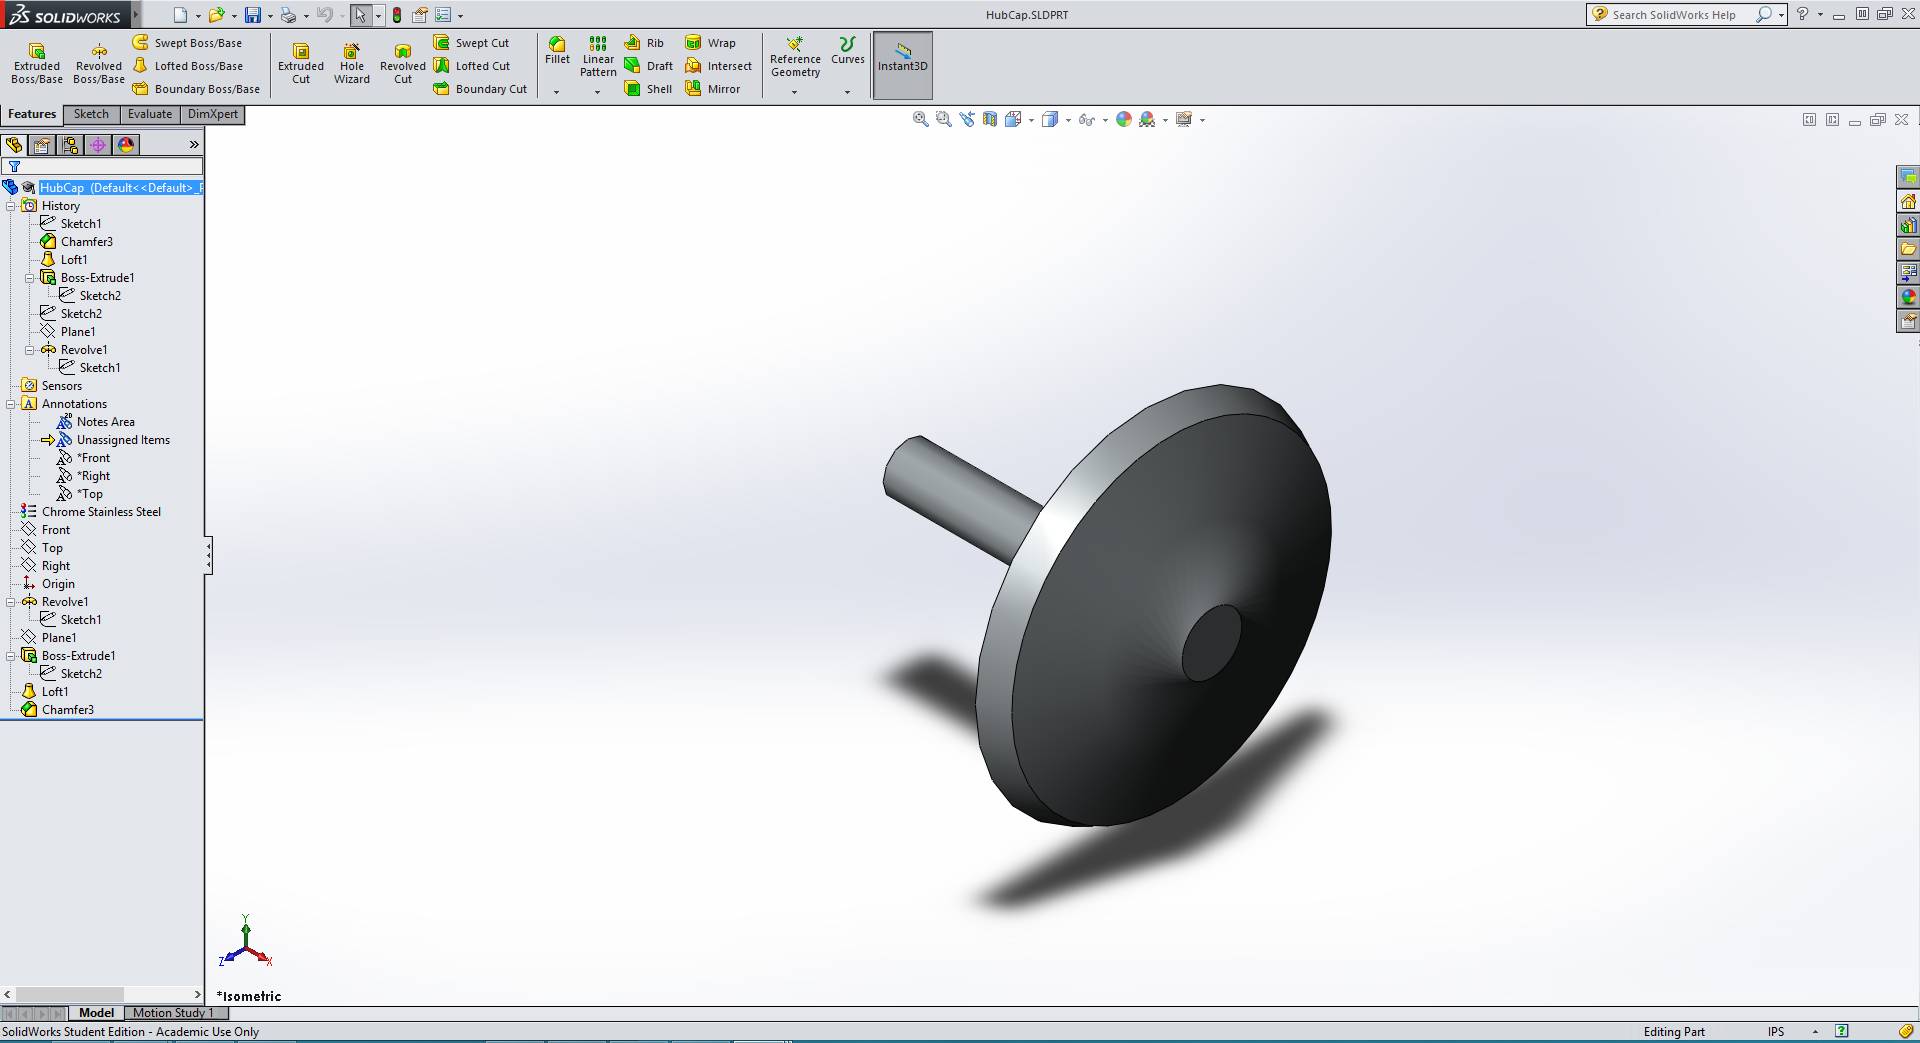 SOLIDWORKS
HubCap.SLDPRT
Search SolidWorks Help
Extruded Boss/Base
Revolved Boss/Base
Swept Boss/Base
Lofted Boss/Base
Boundary Boss/Base
Extruded Cut
Hole Wizard
Revolved Cut
Swept Cut
Lofted Cut
Boundary Cut
Fillet
Linear Pattern
Rib
Draft
Shell
Wrap
Intersect
Mirror
Reference Geometry
Curves
Instant3D
Features
Sketch
Evaluate
DimXpert
HubCap (Default<<Default>_
History
Sketch1
Chamfer3
Loft1
Boss-Extrude1
Sketch2
Sketch2
Plane1
Revolve1
Sketch1
Sensors
Annotations
Notes Area
Unassigned Items
*Front
*Right
*Top
Chrome Stainless Steel
Front
Top
Right
Origin
Revolve1
Sketch1
Plane1
Boss-Extrude1
Sketch2
Loft1
Chamfer3
Y
Z
X
*Isometric
Model
Motion Study 1
SolidWorks Student Edition - Academic Use Only
Editing Part
IPS